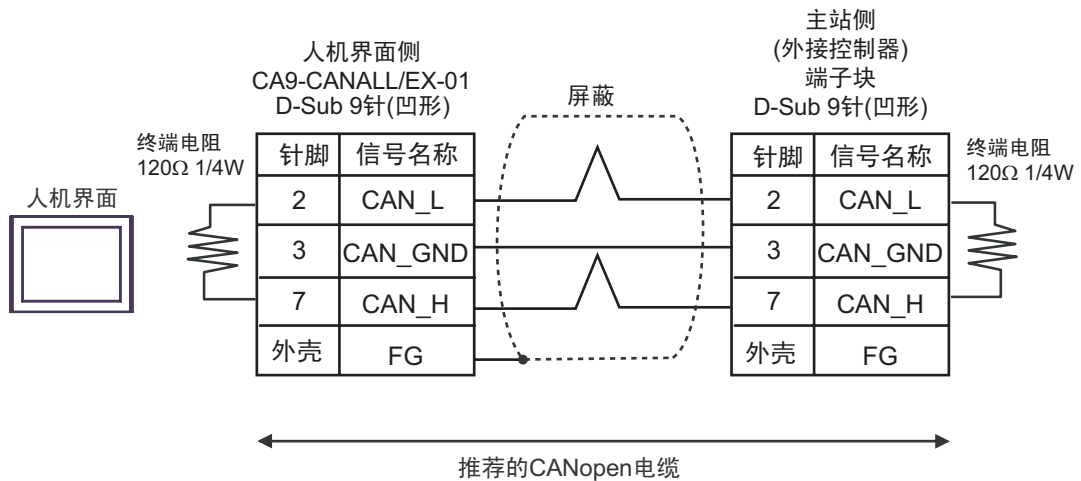 主站侧
(外接控制器)
端子块
D-Sub 9针(凹形)
人机界面侧
CA9-CANALL/EX-01
D-Sub 9针(凹形)
屏蔽
终端电阻
120Ω 1/4W
终端电阻
120Ω 1/4W
人机界面
针脚 信号名称
2 CAN_L
3 CAN_GND
7 CAN_H
外壳 FG
针脚 信号名称
2 CAN_L
3 CAN_GND
7 CAN_H
外壳 FG
推荐的CANopen电缆